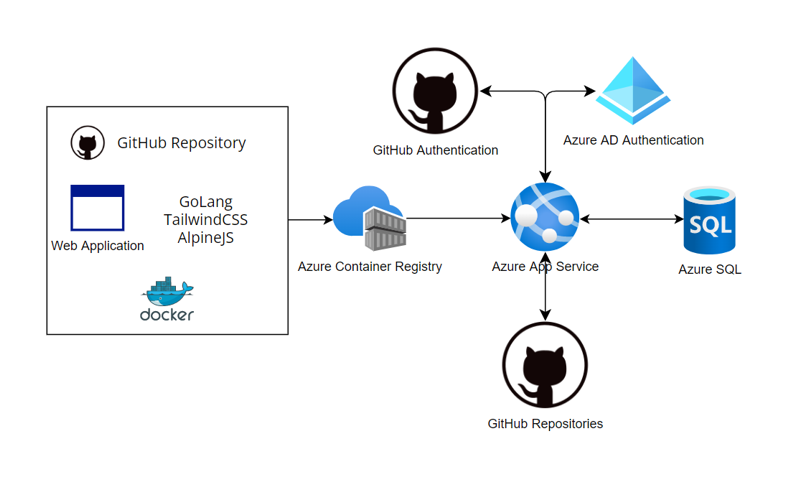 GitHub Authentication
Azure AD Authentication
GitHub Repository
GoLang
TailwindCSS
AlpineJS
Web Application
docker
Azure Container Registry
Azure App Service
SQL
Azure SQL
GitHub Repositories